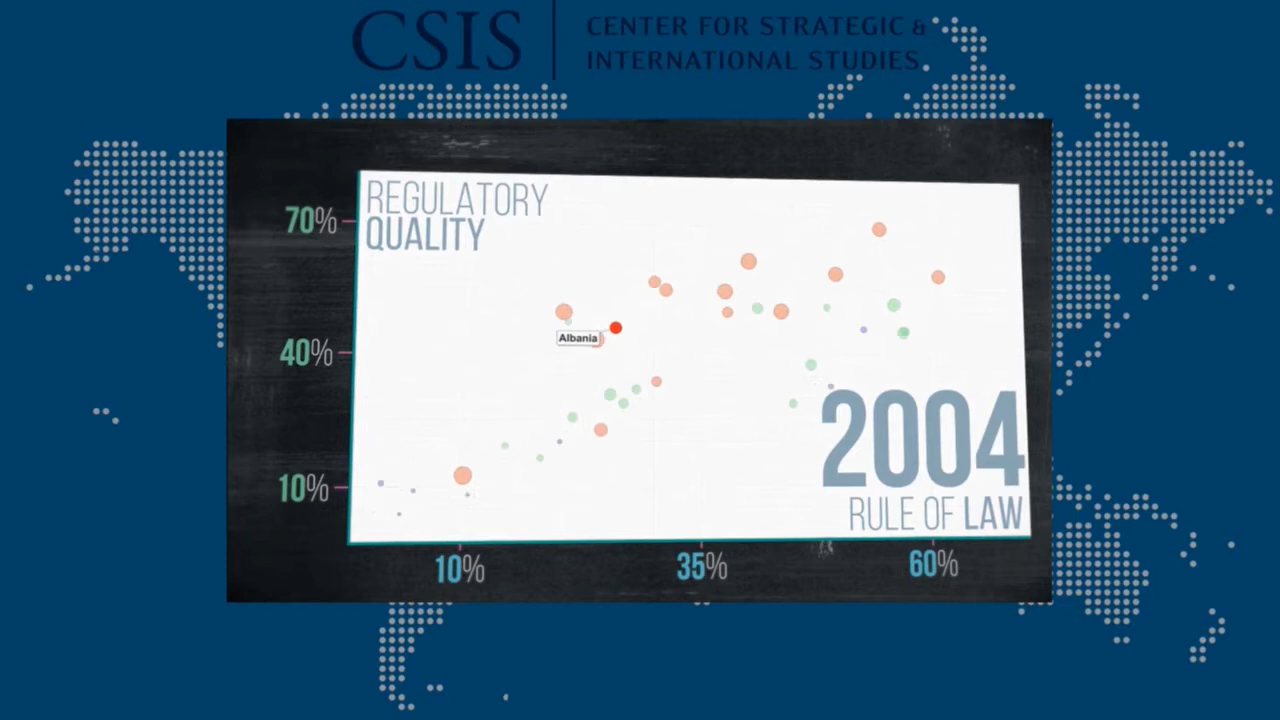 CSIS
CENTER FOR STRATEGIC &
INTERNATIONAL STUDIES
REGULATORY
QUALITY
70%
40%
10%
Albania
2004
RULE OF LAW
10%
35%
60%